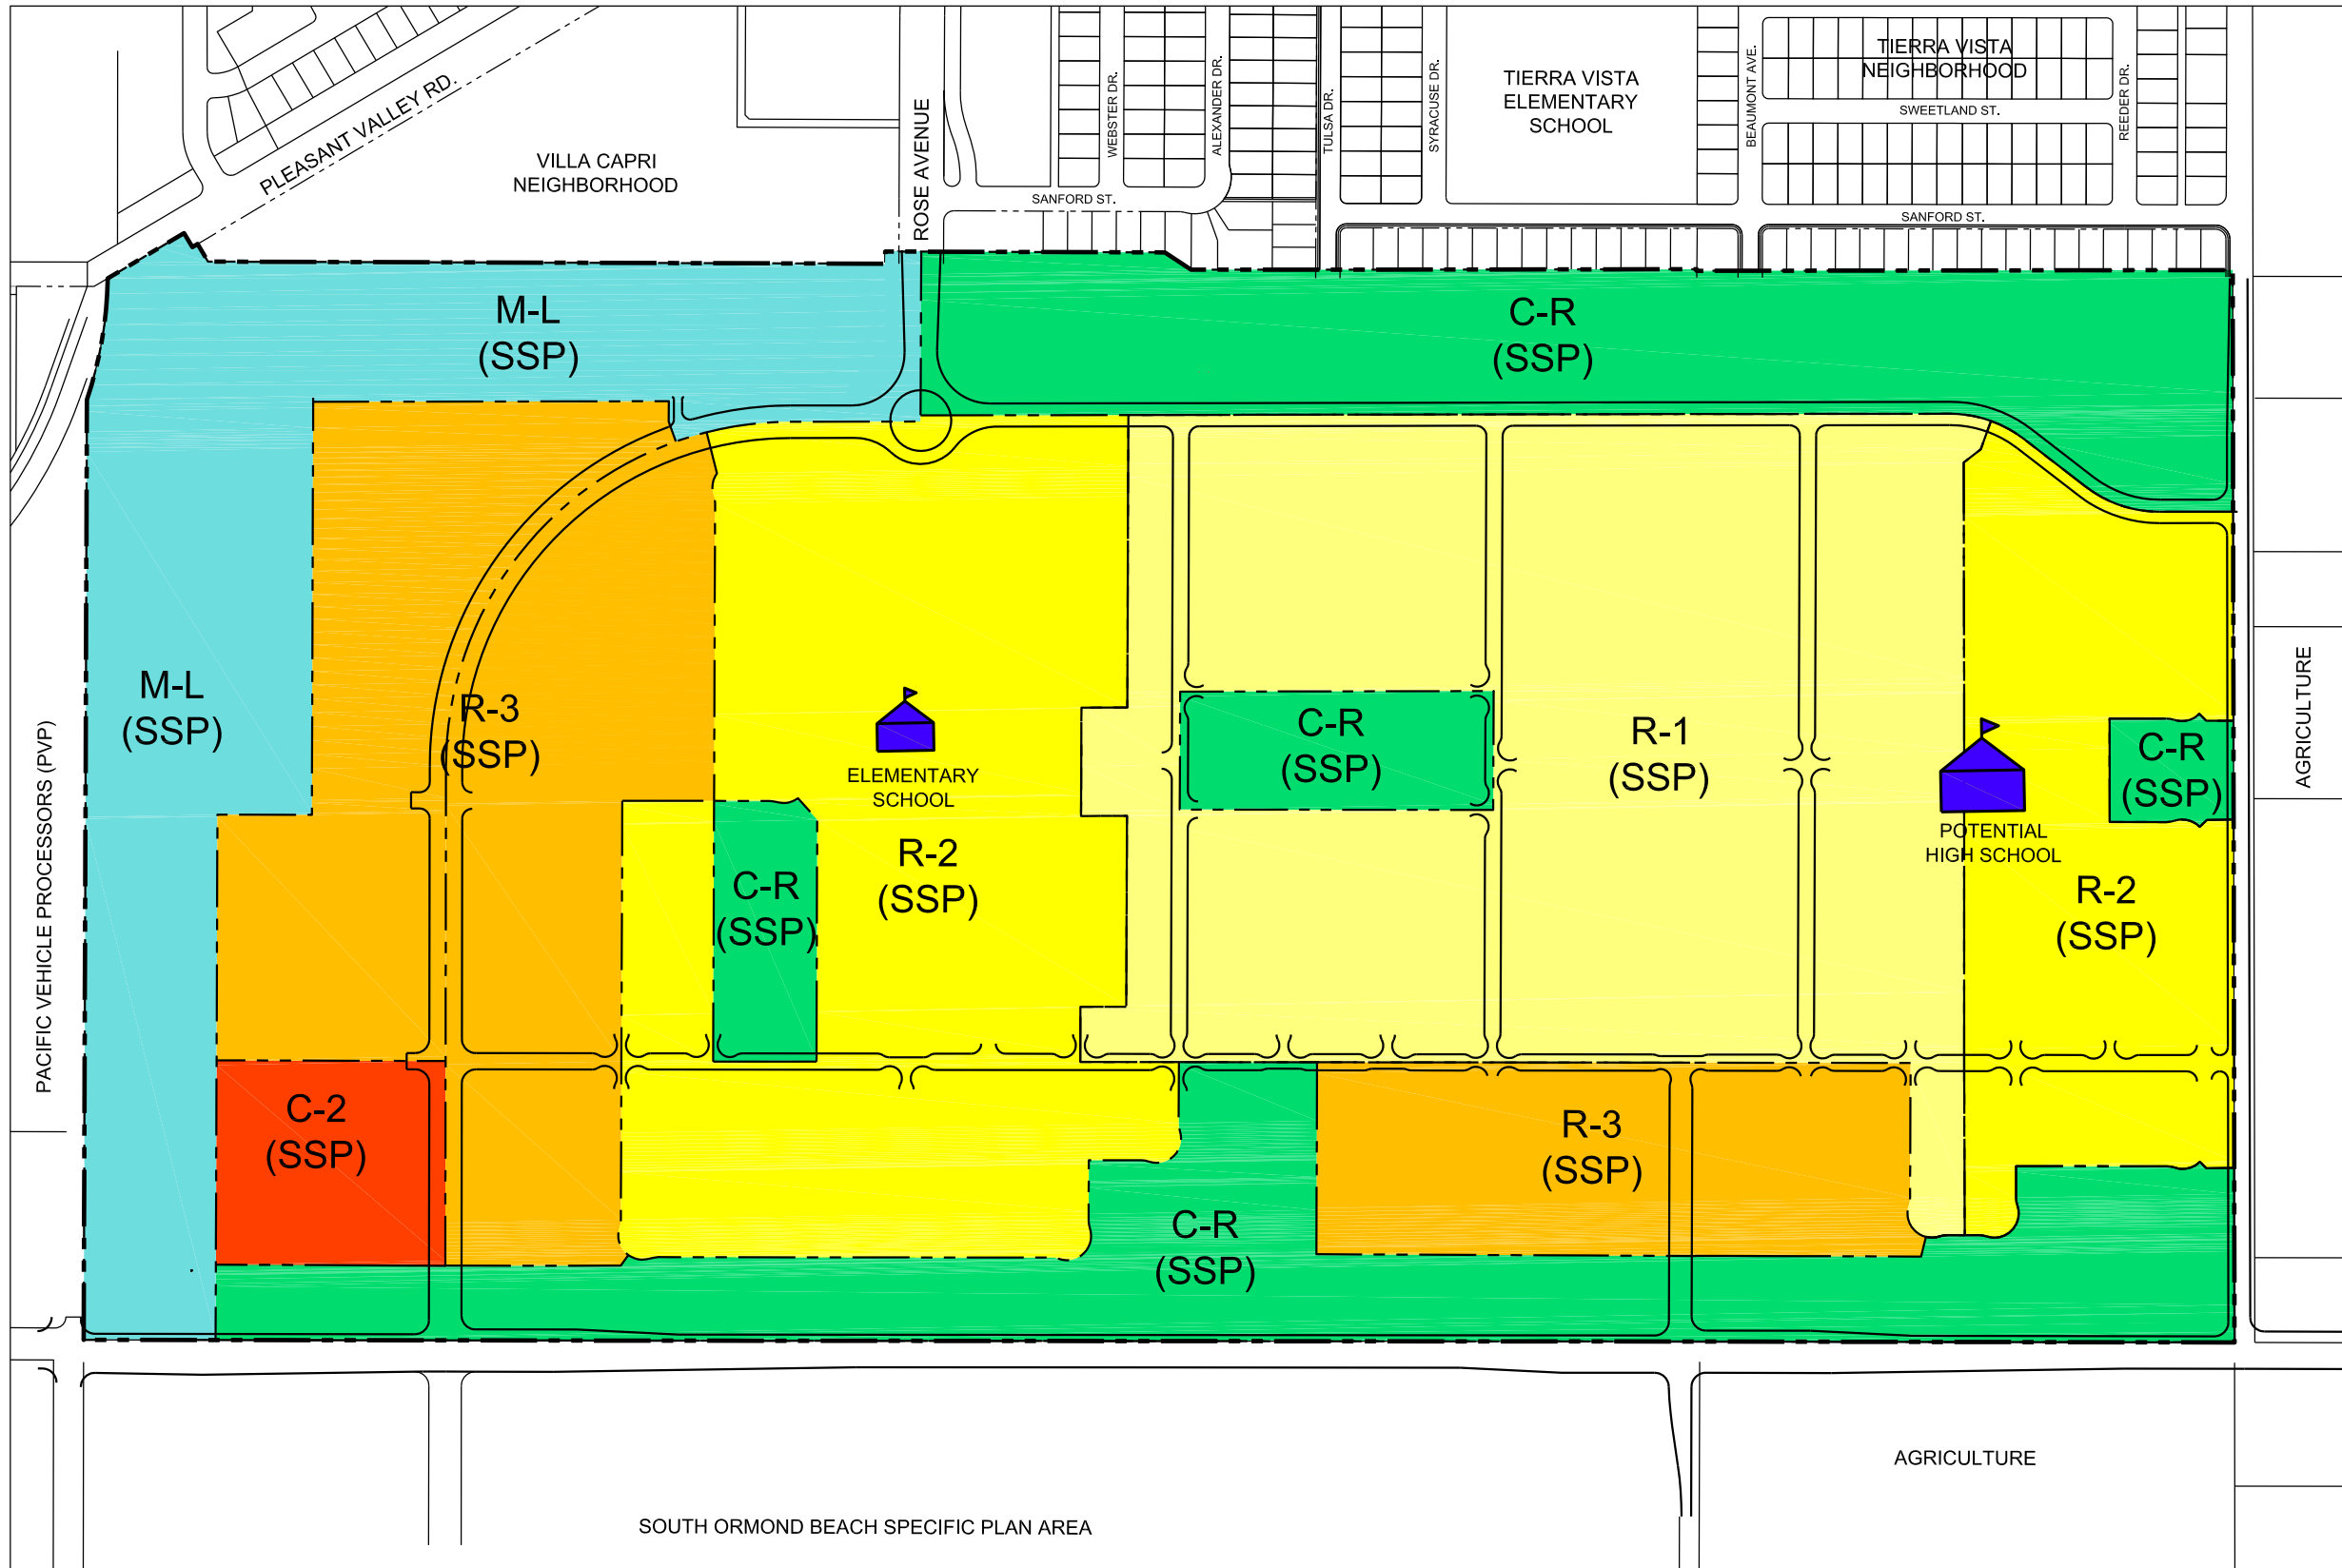 TIERRA VISTA
NEIGHBORHOOD
TIERRA VISTA
ELEMENTARY
SCHOOL
SWEETLAND ST.
PLEASANT VALLEY RD.
WEBSTER DR.
ALEXANDER DR.
TULSA DR.
SYRACUSE DR.
BEAUMONT AVE.
REEDER DR.
VILLA CAPRI
NEIGHBORHOOD
ROSE AVENUE
SANFORD ST.
SANFORD ST.
M-L
(SSP)
C-R
(SSP)
M-L
(SSP)
R-3
(SSP)
ELEMENTARY
SCHOOL
R-2
(SSP)
C-R
(SSP)
C-R
(SSP)
R-1
(SSP)
C-R
(SSP)
POTENTIAL
HIGH SCHOOL
R-2
(SSP)
AGRICULTURE
PACIFIC VEHICLE PROCESSORS (PVP)
C-2
(SSP)
R-3
(SSP)
C-R
(SSP)
AGRICULTURE
SOUTH ORMOND BEACH SPECIFIC PLAN AREA